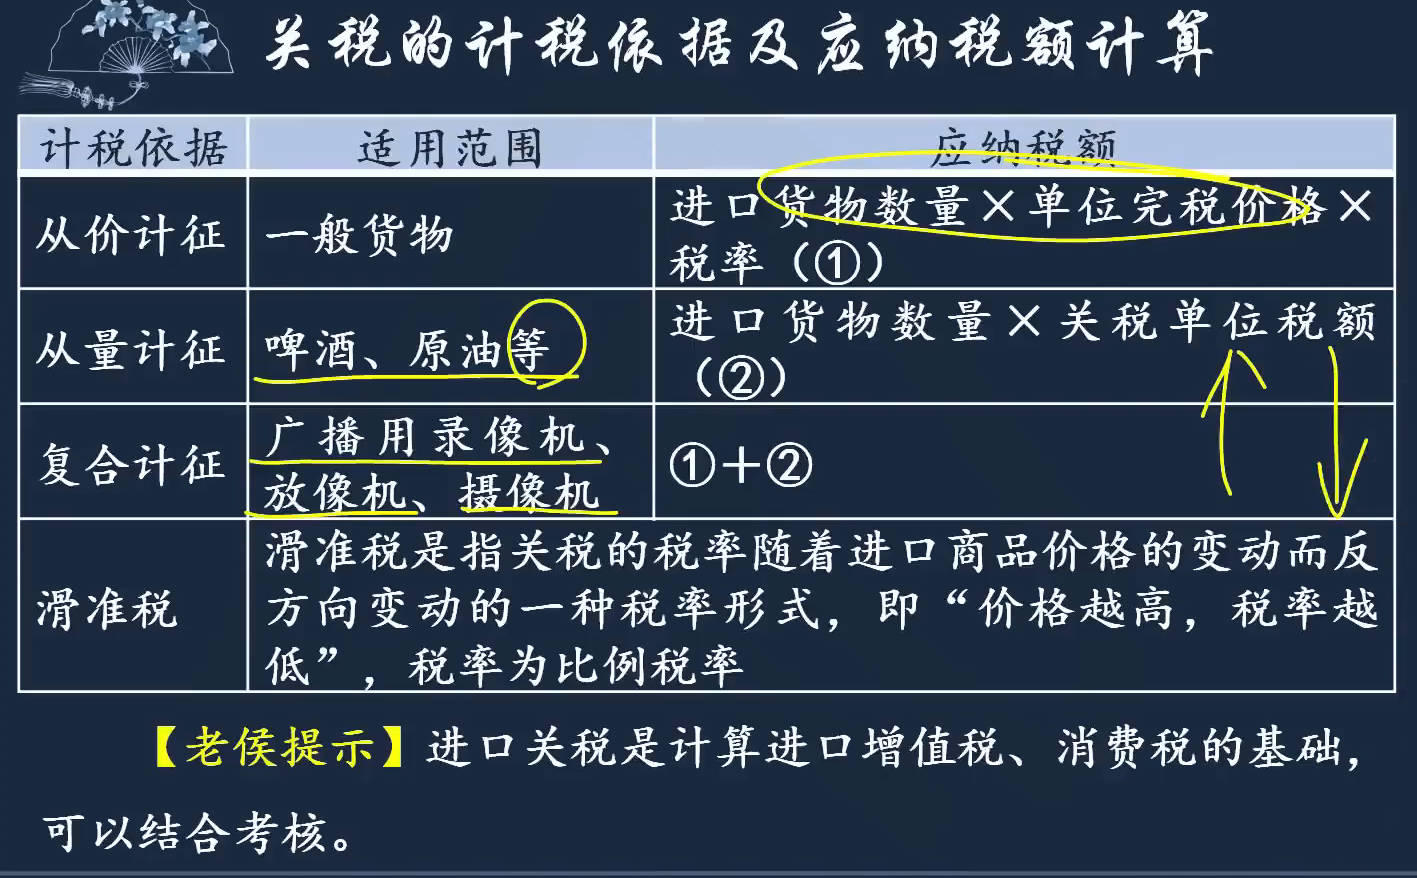 关税的计税依据及应纳税额计算
计税依据 适用范围 应纳税额
从价计征 一般货物 进口货物数量×单位完税价格×
税率（①）
从量计征 啤酒、原油等 进口货物数量×关税单位税额
（②）
复合计征 广播用录像机、
放像机、摄像机 ①＋②
滑准税 滑准税是指关税的税率随着进口商品价格的变动而反
方向变动的一种税率形式，即“价格越高，税率越
低”，税率为比例税率
【老侯提示】进口关税是计算进口增值税、消费税的基础，
可以结合考核。